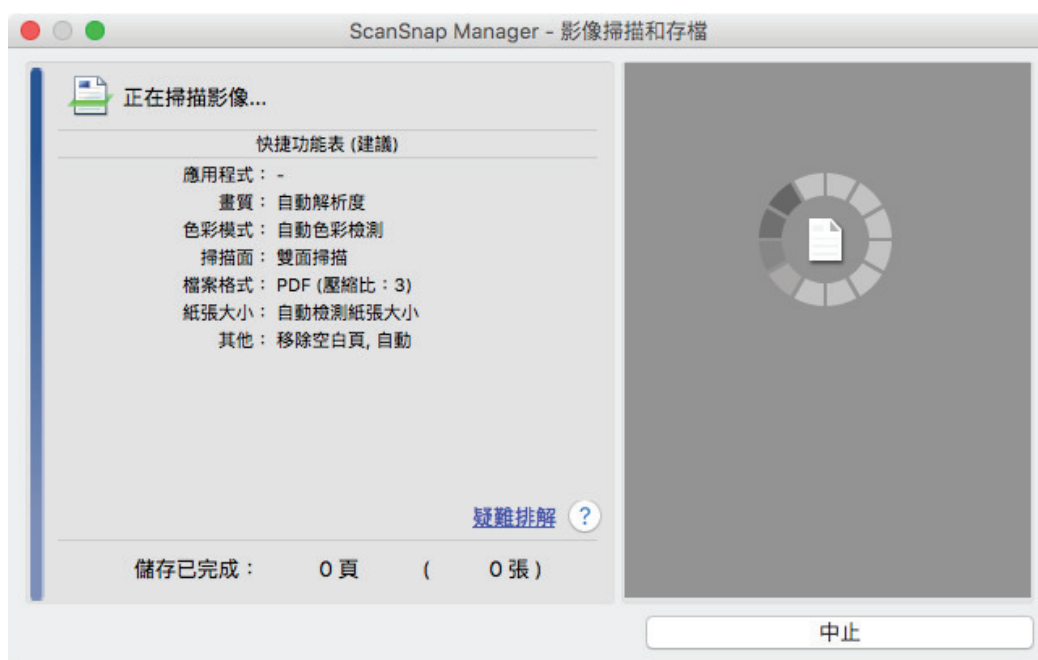 ScanSnap Manager - 影像掃描和存檔
正在掃描影像...
快捷功能表 (建議)
應用程式： -
畫質： 自動解析度
色彩模式： 自動色彩檢測
掃描面： 雙面掃描
檔案格式： PDF (壓縮比：3)
紙張大小： 自動檢測紙張大小
其他： 移除空白頁, 自動
疑難排解 ?
儲存已完成： 0 頁 ( 0 張 )
中止